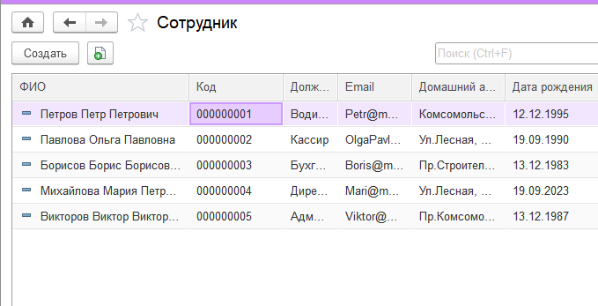 Сотрудник
Создать Поиск (Ctrl+F)
ФИО Код Долж... Email Домашний а... Дата рождения
Петров Петр Петрович 000000001 Води... Petr@m... Комсомольс... 12.12.1995
Павлова Ольга Павловна 000000002 Кассир OlgaPavl... Ул.Лесная, ... 19.09.1990
Борисов Борис Борисов... 000000003 Бухг... Boris@m... Пр.Строител... 13.12.1983
Михайлова Мария Петр... 000000004 Дире... Mari@m... Ул.Лесная, ... 19.09.2023
Викторов Виктор Виктор... 000000005 Адм... Viktor@... Пр.Комсомо... 13.12.1987